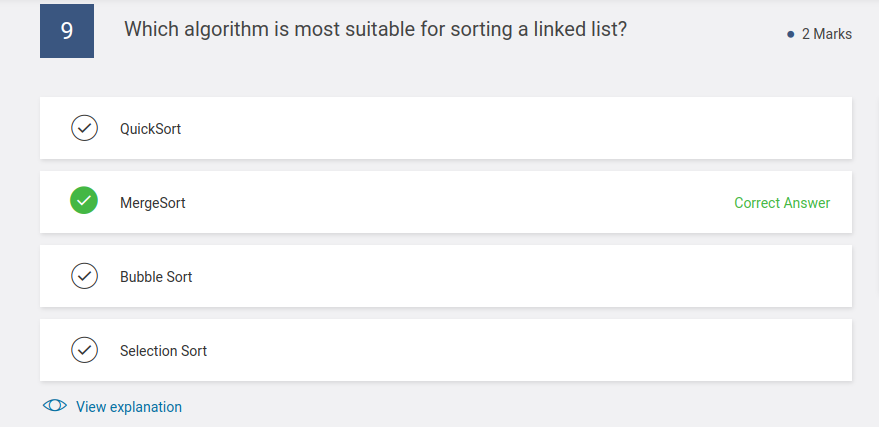 9
Which algorithm is most suitable for sorting a linked list?
2 Marks
QuickSort
MergeSort
Correct Answer
Bubble Sort
Selection Sort
View explanation